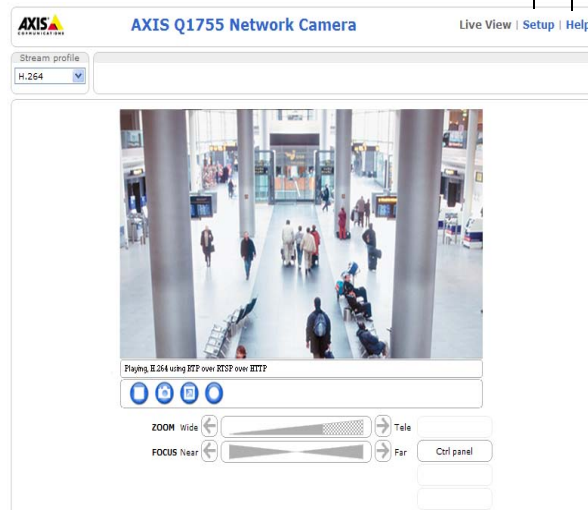 AXIS
COMMUNICATIONS
AXIS Q1755 Network Camera
Live View | Setup | Help
Stream profile
H.264
Playing, H.264 using RTP over RTSP over HTTP
ZOOM Wide Tele
FOCUS Near Far Ctrl panel